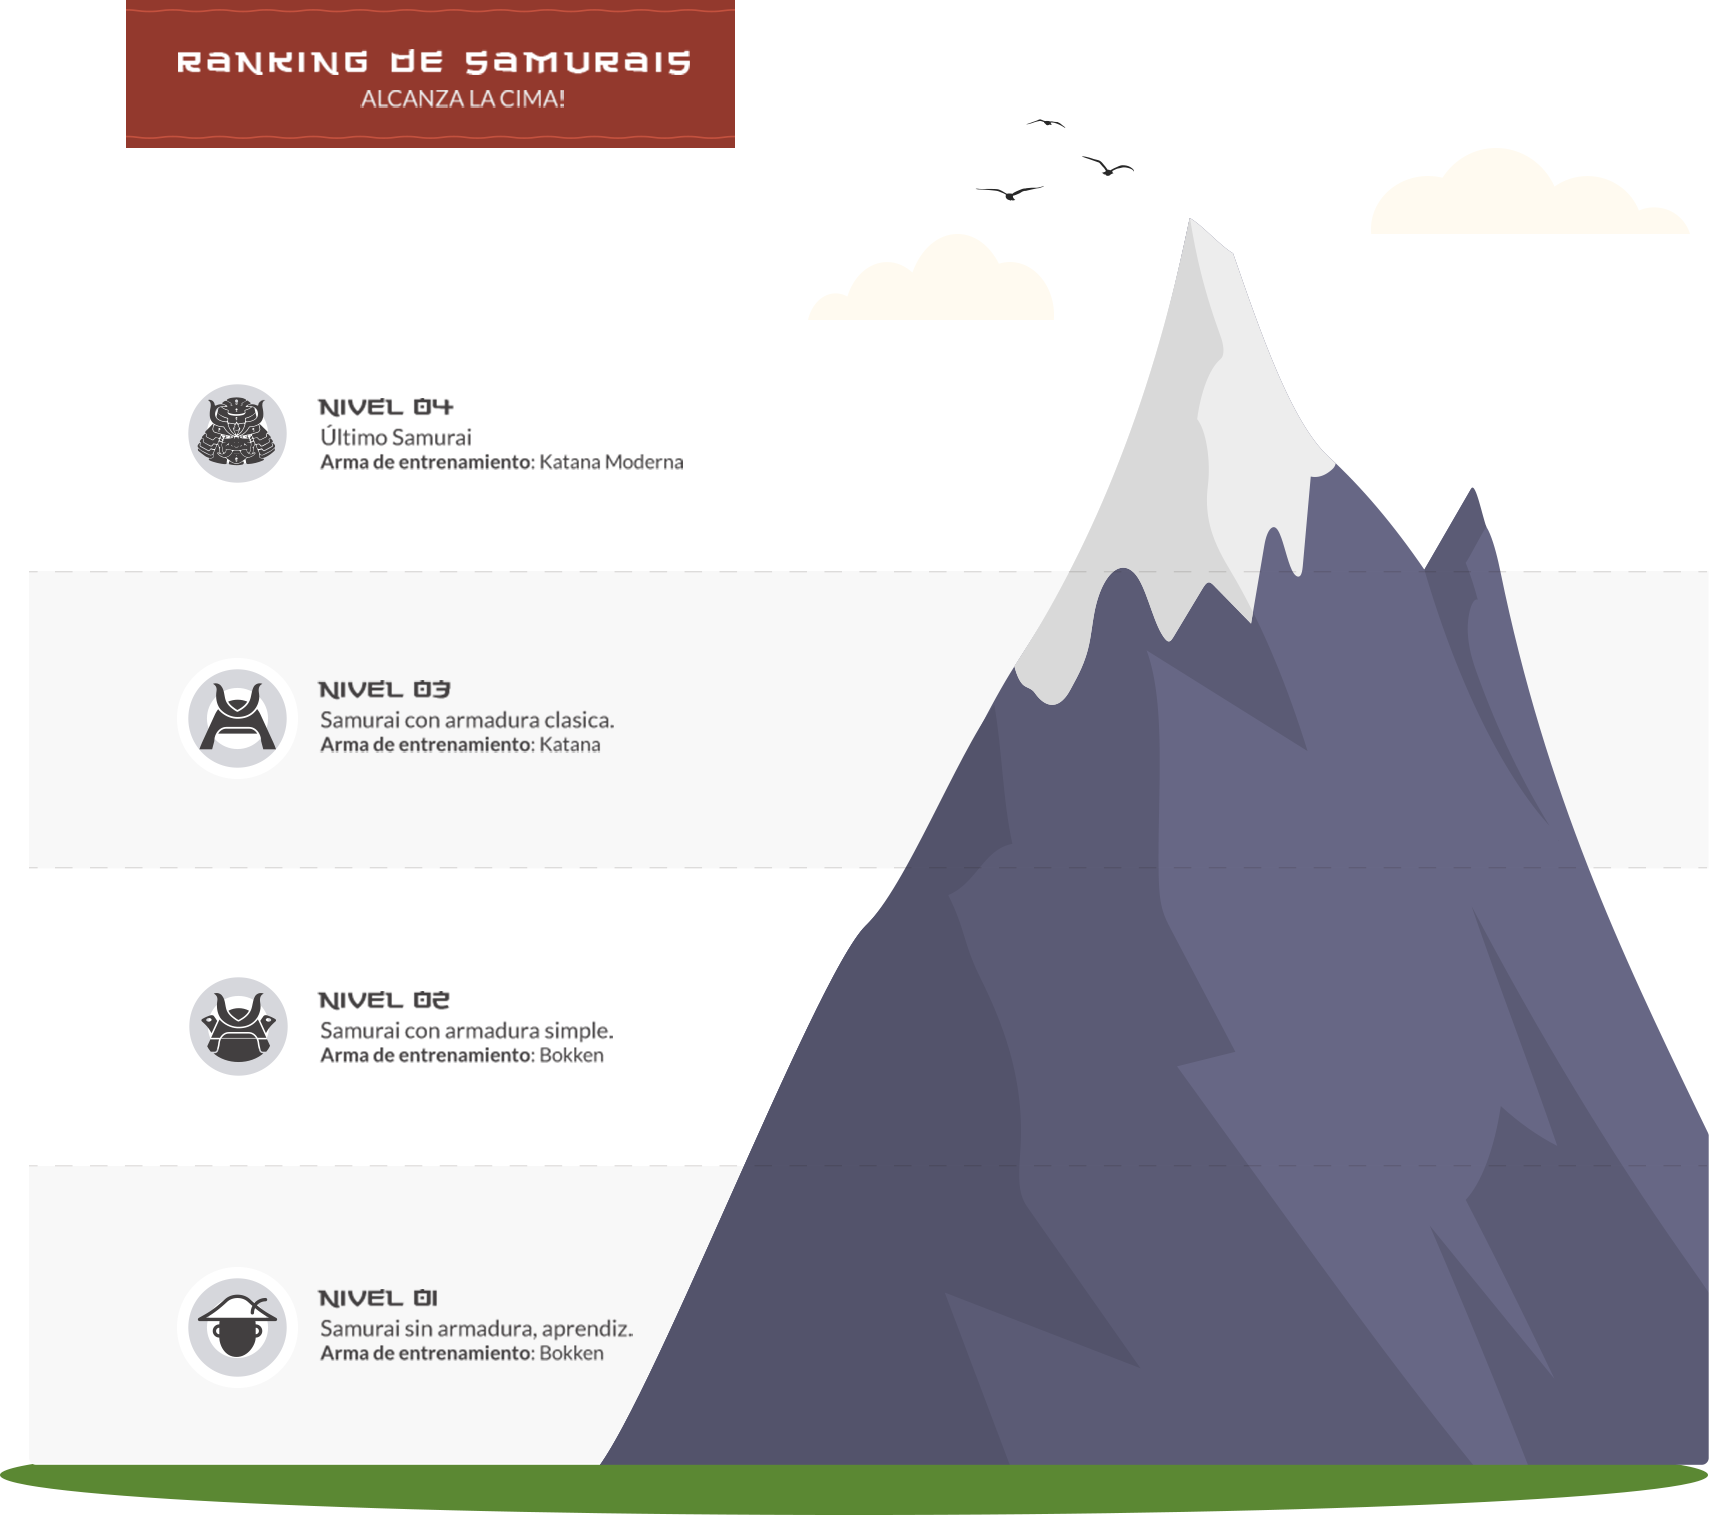 RANKING DE SAMURAIS
ALCANZA LA CIMA!
NIVEL 04
Último Samurai
Arma de entrenamiento: Katana Moderna
NIVEL 03
Samurai con armadura clasica.
Arma de entrenamiento: Katana
NIVEL 02
Samurai con armadura simple.
Arma de entrenamiento: Bokken
NIVEL 01
Samurai sin armadura, aprendiz.
Arma de entrenamiento: Bokken